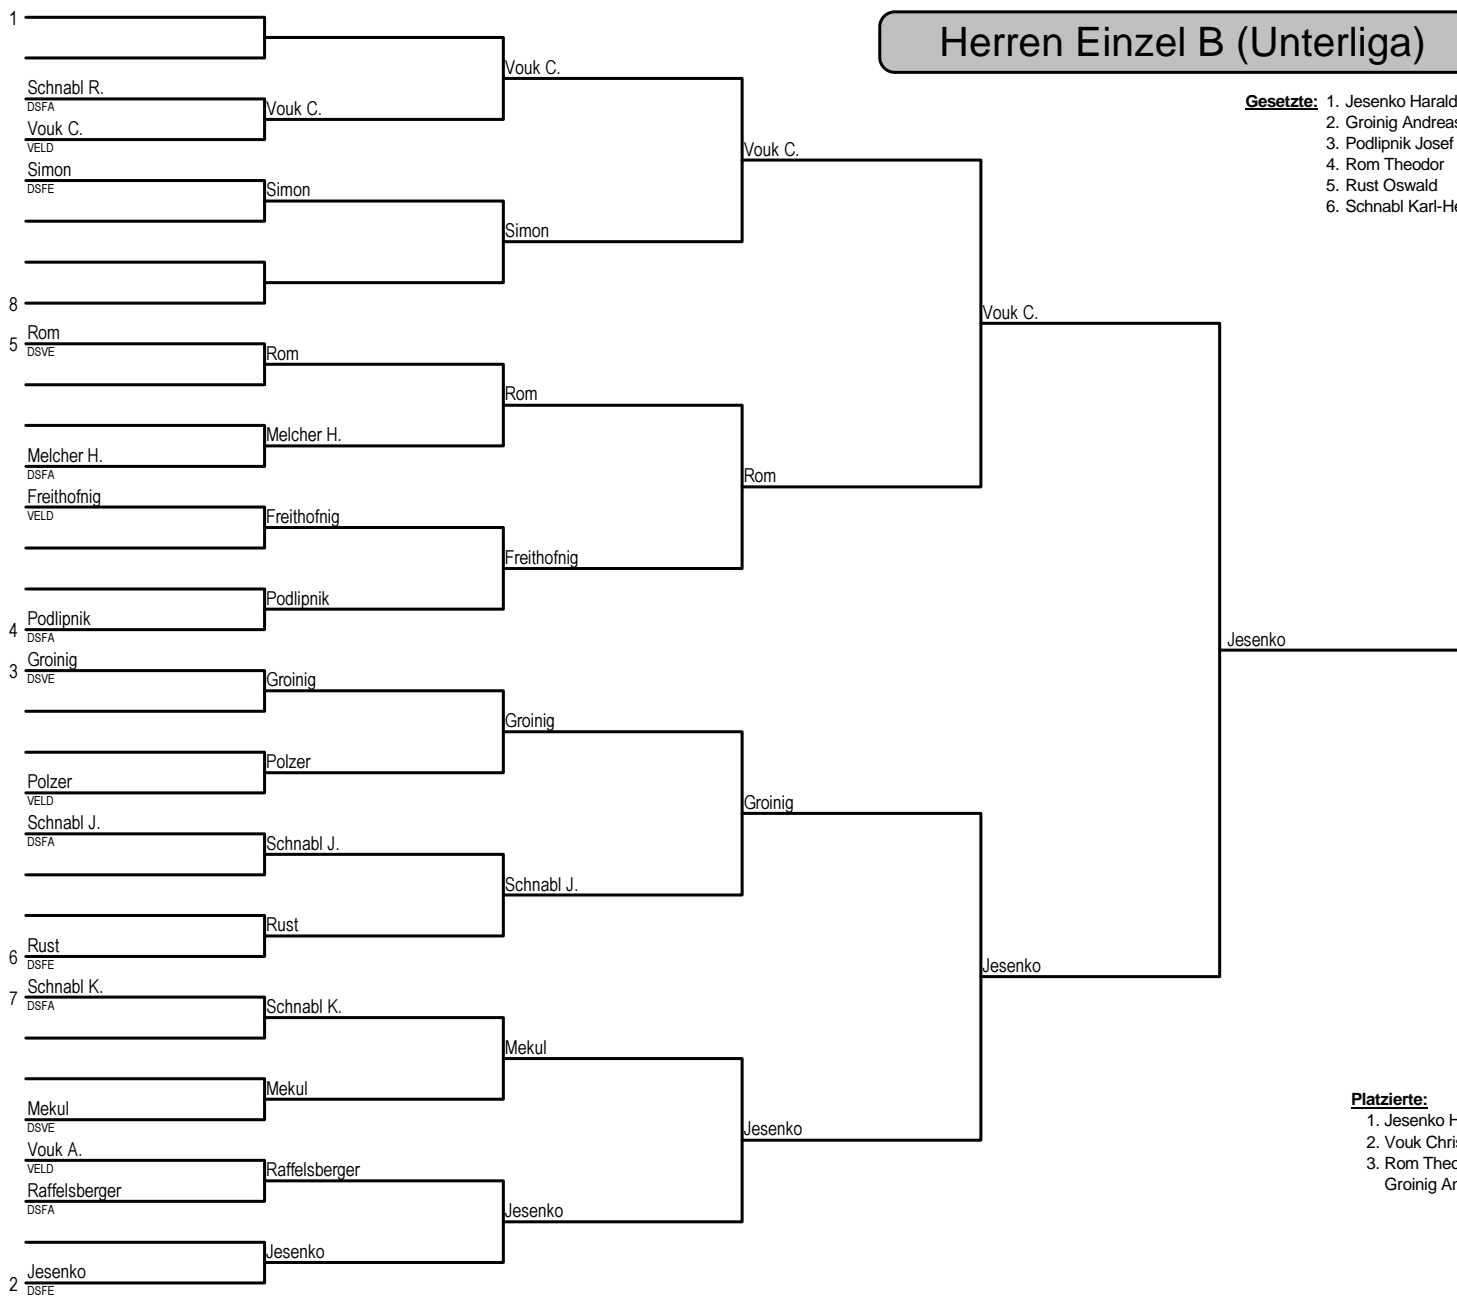 Herren Einzel B (Unterliga)
Gesetzte: 1. Jesenko Harald
2. Groinig Andreas
3. Podlipnik Josef
4. Rom Theodor
5. Rust Oswald
6. Schnabl Karl-He
1
Schnabl R.
DSFA
Vouk C.
VELD
Simon
DSFE
8
5 Rom
DSVE
Melcher H.
DSFA
Freithofnig
VELD
4 Podlipnik
DSFA
3 Groinig
DSVE
Polzer
VELD
Schnabl J.
DSFA
6 Rust
DSFE
7 Schnabl K.
DSFA
Mekul
DSVE
Vouk A.
VELD
Raffelsberger
DSFA
2 Jesenko
DSFE
Vouk C.
Simon
Rom
Melcher H.
Freithofnig
Podlipnik
Groinig
Polzer
Schnabl J.
Rust
Schnabl K.
Mekul
Raffelsberger
Jesenko
Vouk C.
Simon
Rom
Freithofnig
Groinig
Schnabl J.
Mekul
Jesenko
Vouk C.
Rom
Groinig
Jesenko
Vouk C.
Jesenko
Jesenko
Platzierte:
1. Jesenko H
2. Vouk Chris
3. Rom Theo
Groinig An